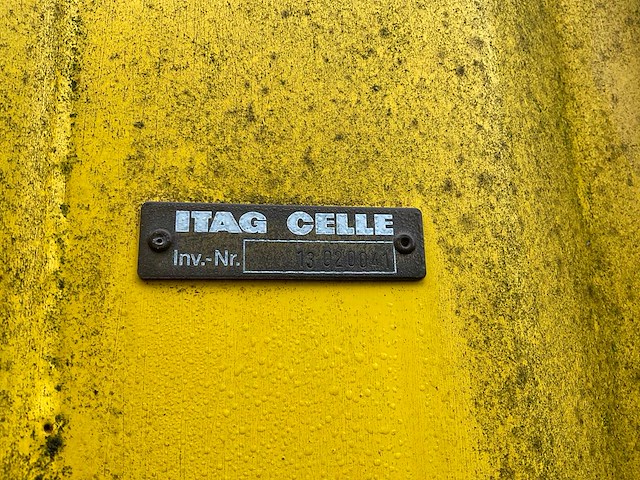 ITAG CELLE
Inv.-Nr. 13 020041